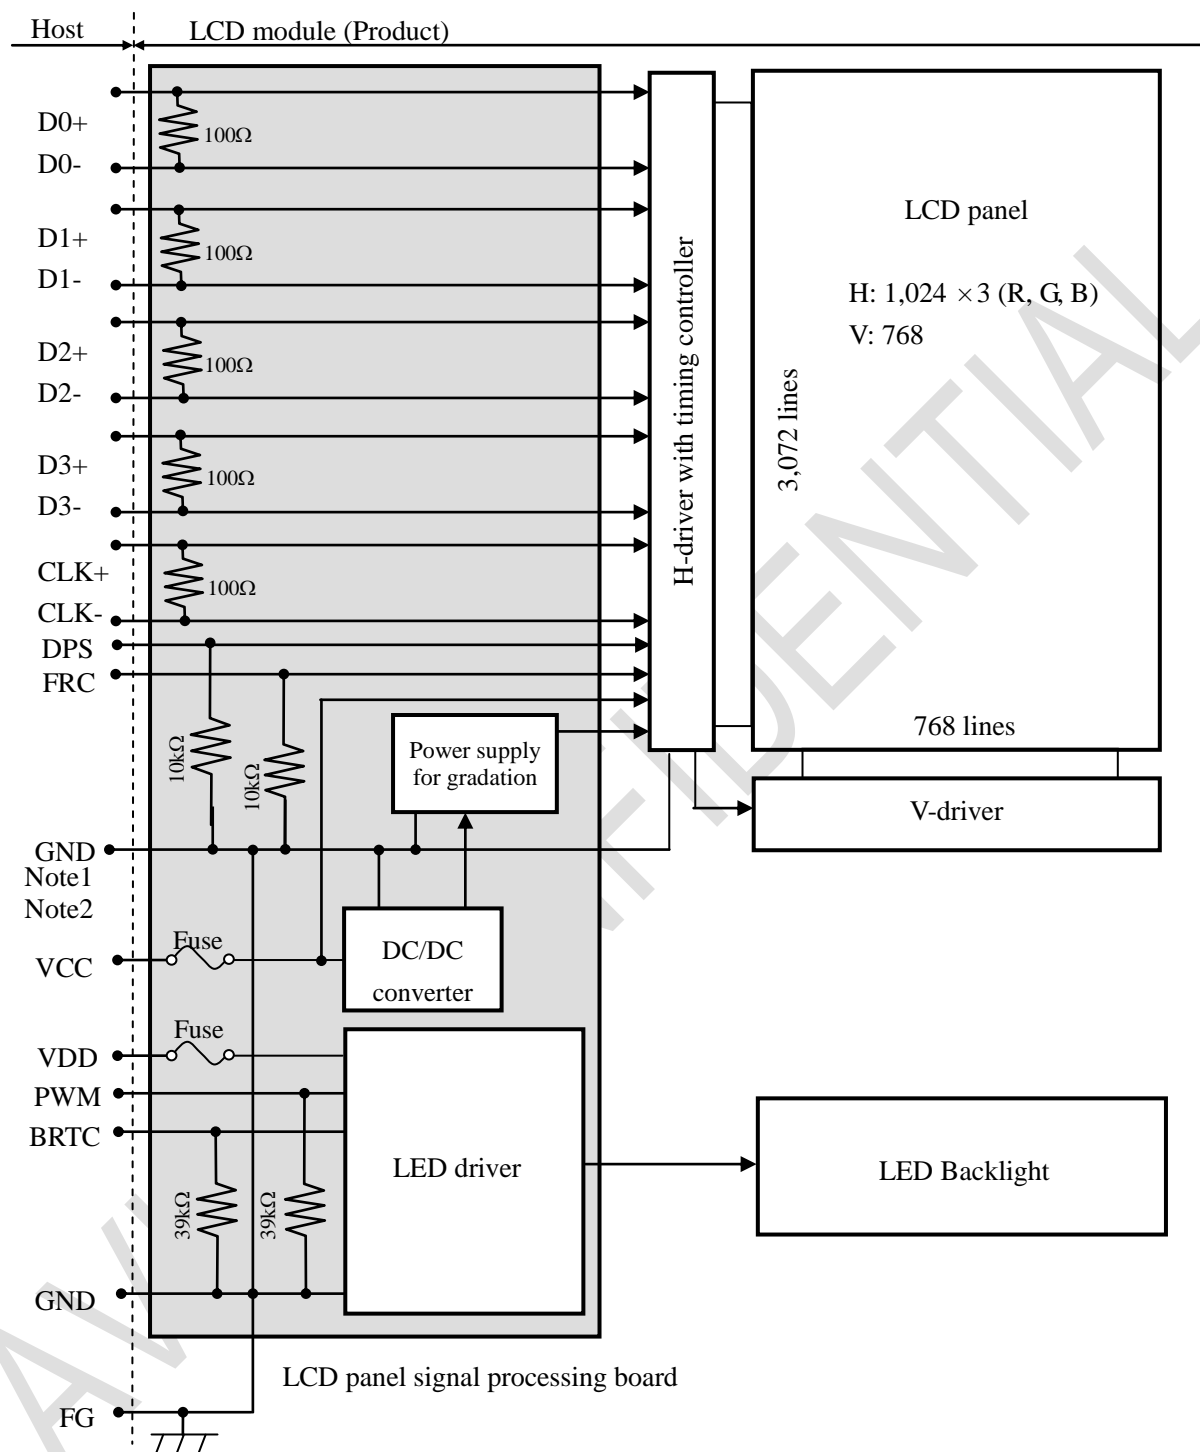 Host
LCD module (Product)
D0+
100Ω
D0-
D1+
100Ω
D1-
D2+
100Ω
D2-
D3+
100Ω
D3-
CLK+
100Ω
CLK-
DPS
FRC
10kΩ
10kΩ
Power supply
for gradation
H-driver with timing controller
LCD panel
H: 1,024 ×3 (R, G, B)
V: 768
3,072 lines
768 lines
V-driver
GND
Note1
Note2
Fuse
VCC
DC/DC
converter
Fuse
VDD
PWM
BRTC
39kΩ
39kΩ
LED driver
LED Backlight
GND
LCD panel signal processing board
FG